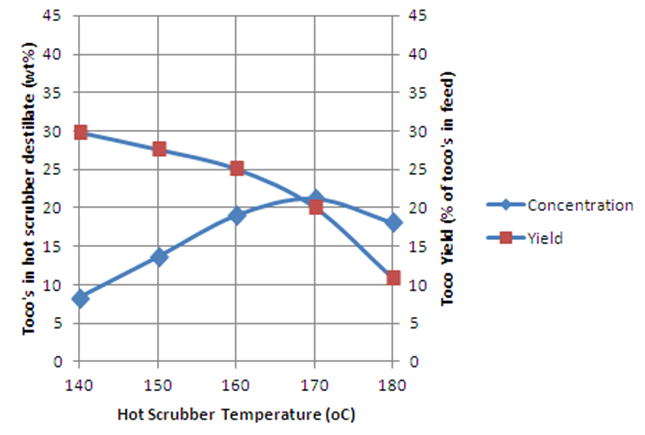 45 45
40 40
35 35
30 30
25 25
20 20
15 15
10 10
5 5
0 0
140 150 160 170 180
Hot Scrubber Temperature (oC)
Toco's in hot scrubber destillate (wt%)
Toco Yield (% of toco's in feed)
Concentration
Yield